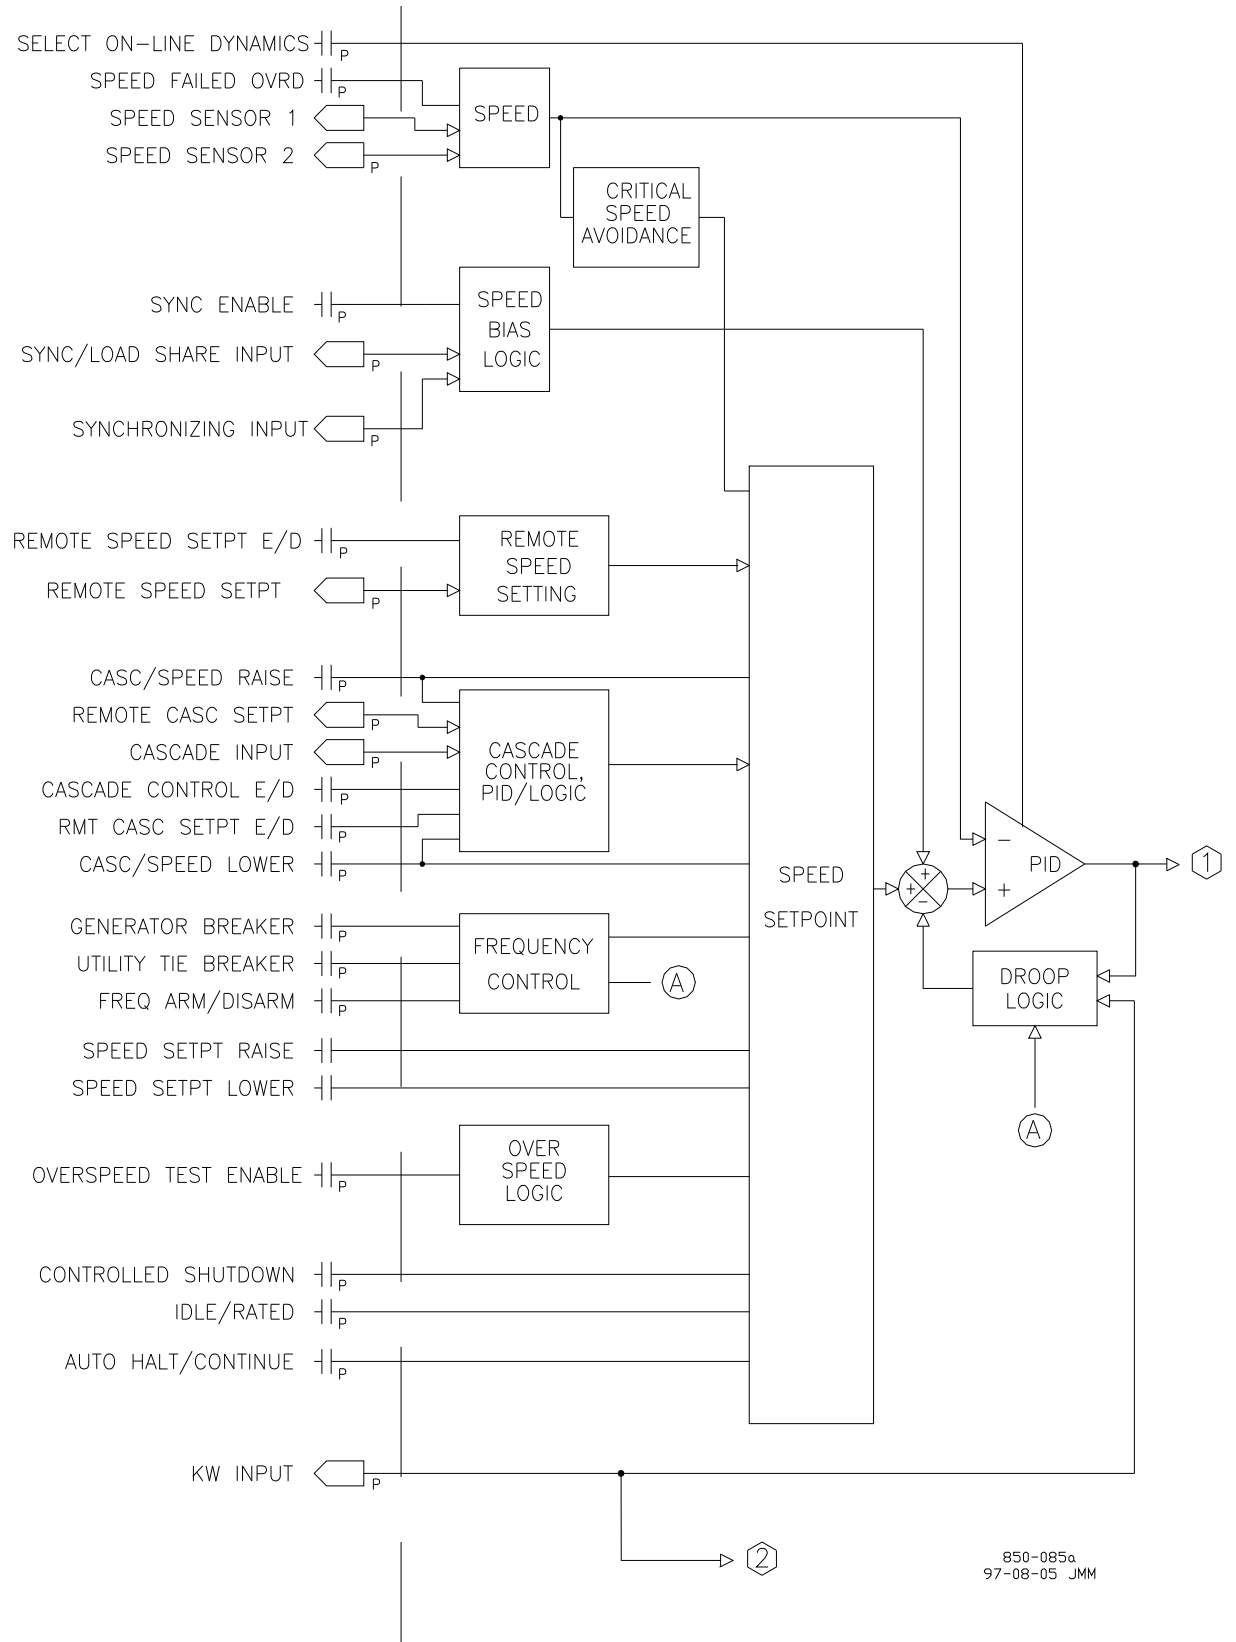 SELECT ON-LINE DYNAMICS
P
SPEED FAILED OVRD
P
SPEED SENSOR 1
SPEED SENSOR 2
P
SPEED
CRITICAL
SPEED
AVOIDANCE
SYNC ENABLE
P
SYNC/LOAD SHARE INPUT
P
SYNCHRONIZING INPUT
P
SPEED
BIAS
LOGIC
REMOTE SPEED SETPT E/D
P
REMOTE SPEED SETPT
P
REMOTE
SPEED
SETTING
CASC/SPEED RAISE
P
REMOTE CASC SETPT
P
CASCADE INPUT
P
CASCADE CONTROL E/D
P
RMT CASC SETPT E/D
P
CASC/SPEED LOWER
P
CASCADE
CONTROL,
PID/LOGIC
GENERATOR BREAKER
P
UTILITY TIE BREAKER
P
FREQ ARM/DISARM
P
FREQUENCY
CONTROL
A
SPEED SETPT RAISE
SPEED SETPT LOWER
OVERSPEED TEST ENABLE
P
OVER
SPEED
LOGIC
CONTROLLED SHUTDOWN
P
IDLE/RATED
P
AUTO HALT/CONTINUE
P
SPEED
SETPOINT
+
+
−
−
+
PID
1
DROOP
LOGIC
A
KW INPUT
P
2
850-085a
97-08-05 JMM